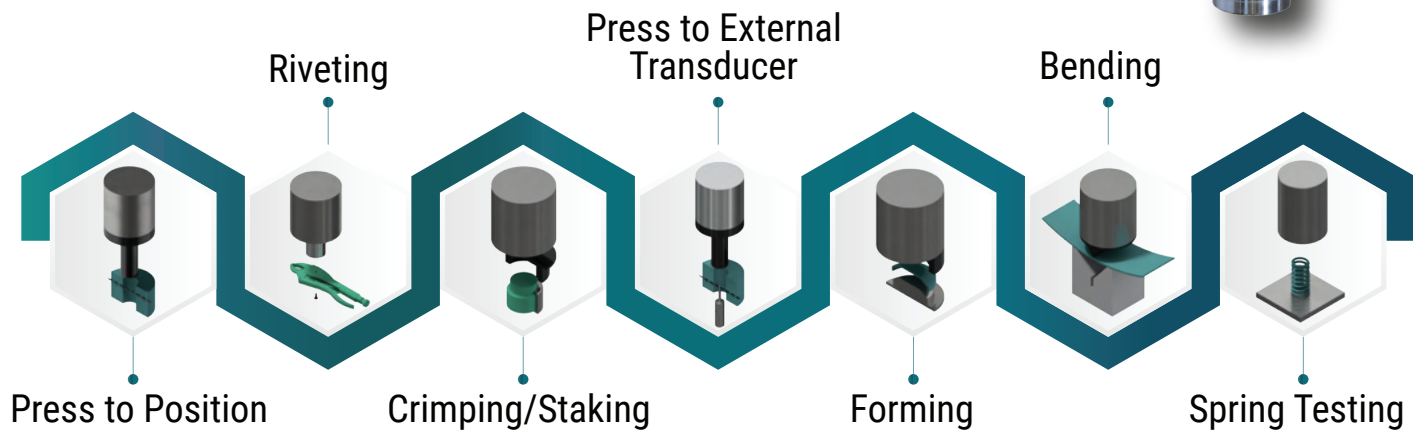 Press to External
Transducer
Riveting
Bending
Press to Position
Crimping/Staking
Forming
Spring Testing